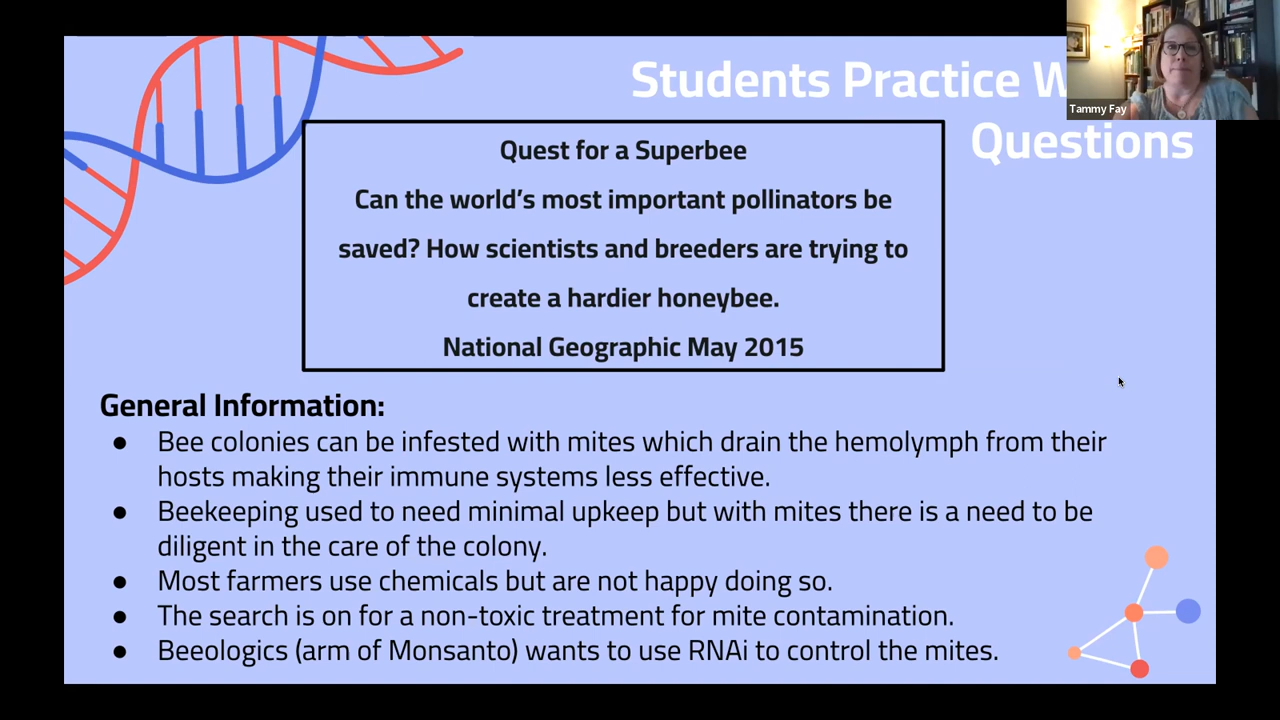 Students Practice W
Tammy Fay
Questions
Quest for a Superbee
Can the world's most important pollinators be
saved? How scientists and breeders are trying to
create a hardier honeybee.
National Geographic May 2015
General Information:
● Bee colonies can be infested with mites which drain the hemolymph from their
hosts making their immune systems less effective.
● Beekeeping used to need minimal upkeep but with mites there is a need to be
diligent in the care of the colony.
● Most farmers use chemicals but are not happy doing so.
● The search is on for a non-toxic treatment for mite contamination.
● Beeologics (arm of Monsanto) wants to use RNAi to control the mites.